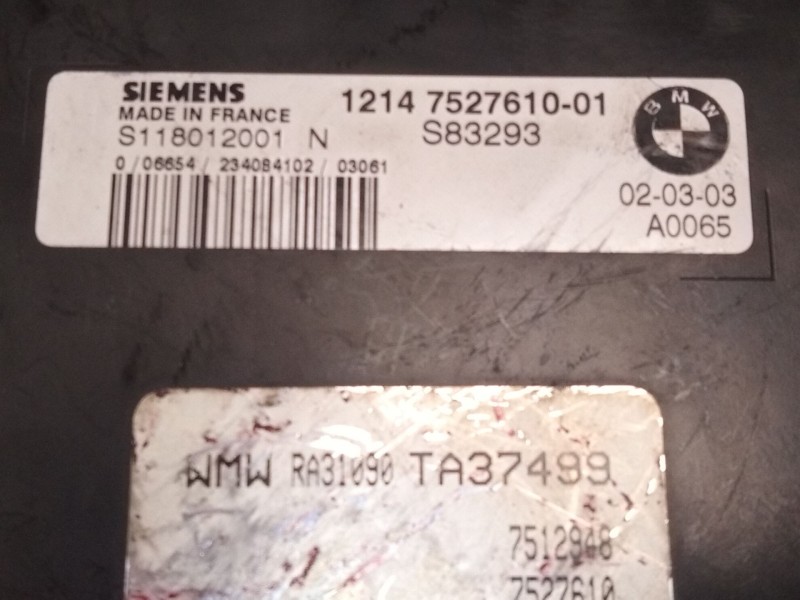 SIEMENS
MADE IN FRANCE
S118012001 N
0 / 06654 / 234084102 / 03061
1214 7527610-01
S83293
BMW
02-03-03
A0065
WMW RA31090 TA37499
7512948
7527610